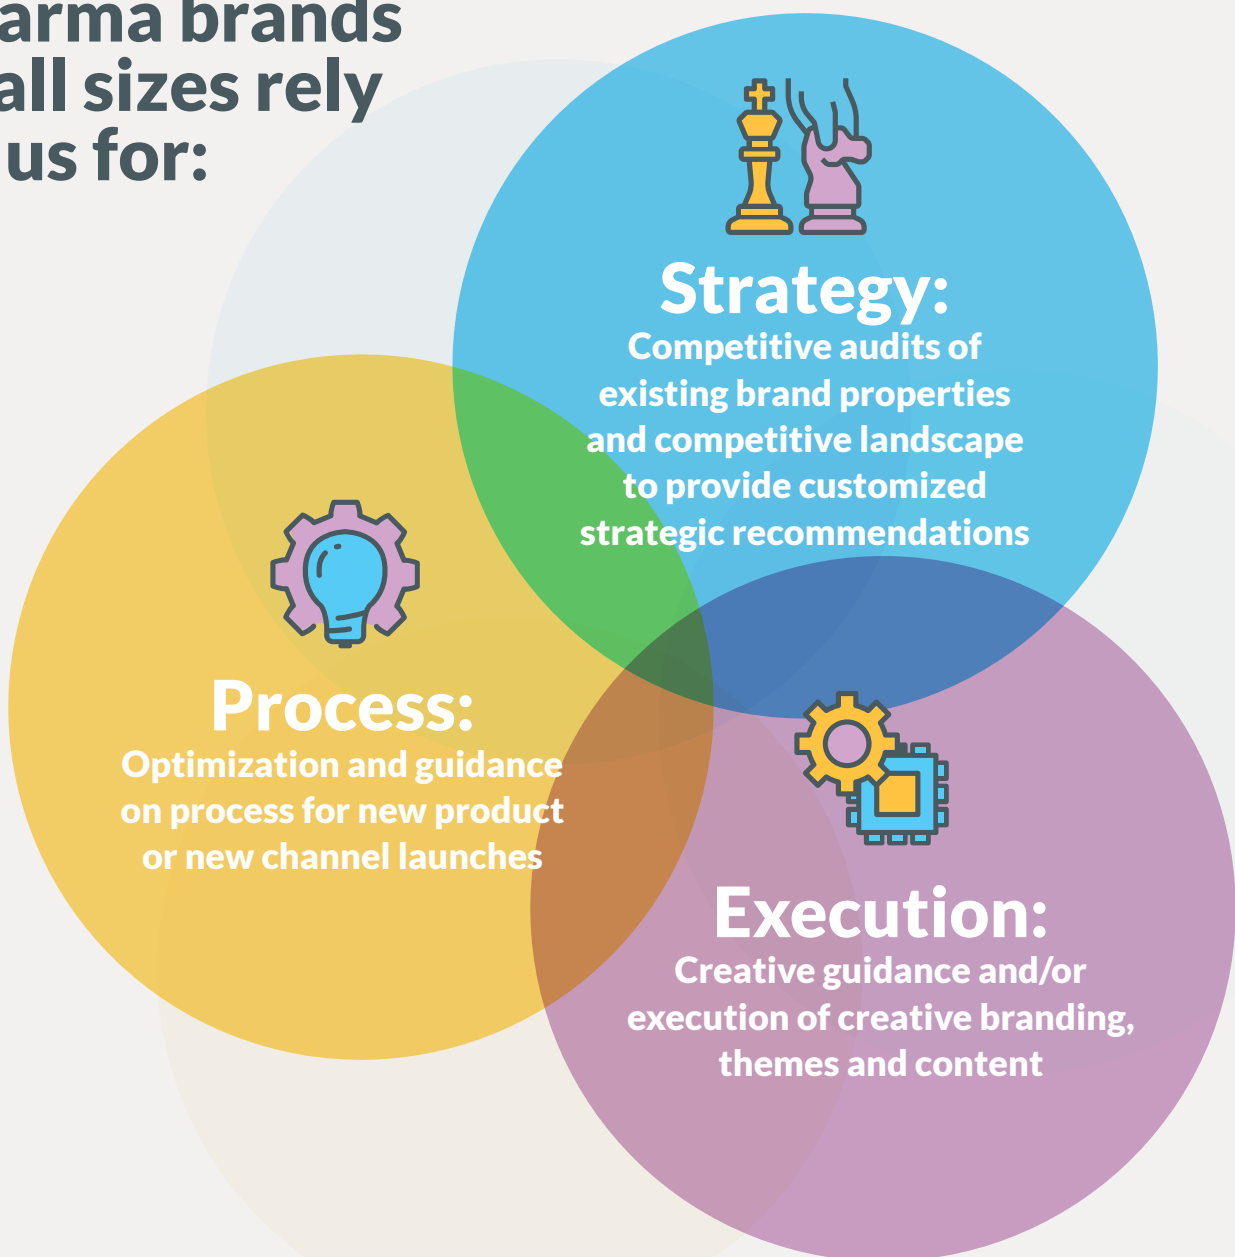 arma brands
all sizes rely
us for:
Strategy:
Competitive audits of
existing brand properties
and competitive landscape
to provide customized
strategic recommendations
Process:
Optimization and guidance
on process for new product
or new channel launches
Execution:
Creative guidance and/or
execution of creative branding,
themes and content